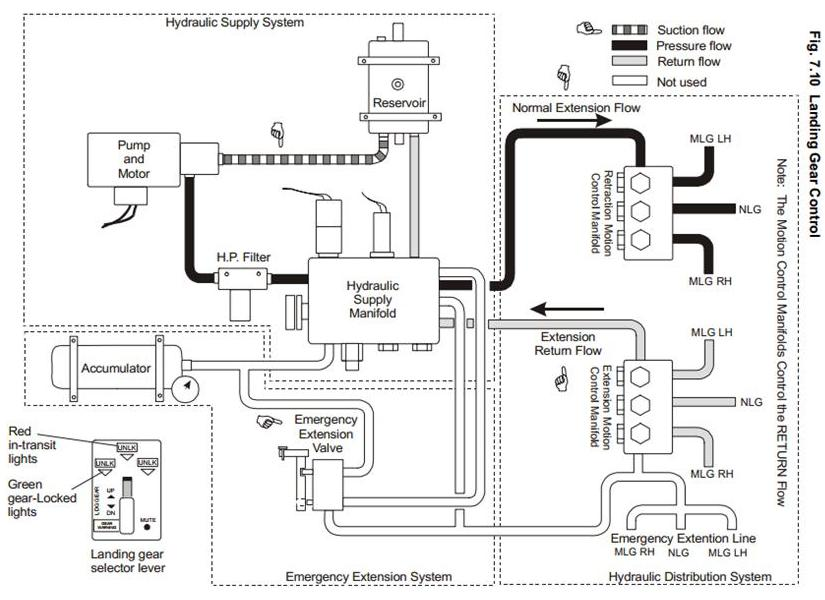 Hydraulic Supply System
Suction flow
Pressure flow
Return flow
Not used
Fig. 7.10 Landing Gear Control
Reservoir
Pump
and
Motor
Normal Extension Flow
MLG LH
Retraction Motion
Control Manifold
NLG
MLG RH
Note: The Motion Control Manifolds Control the RETURN Flow
H.P. Filter
Hydraulic
Supply
Manifold
Extension
Return Flow
MLG LH
Extension Motion
Control Manifold
NLG
MLG RH
Accumulator
Emergency
Extension
Valve
Red
in-transit
lights
Green
gear-Locked
lights
UNLK
UNLK
UNLK
LDG GEAR
UP
DN
GEAR
WARNING
MUTE
Landing gear
selector lever
Emergency Extention Line
MLG RH NLG MLG LH
Emergency Extension System
Hydraulic Distribution System